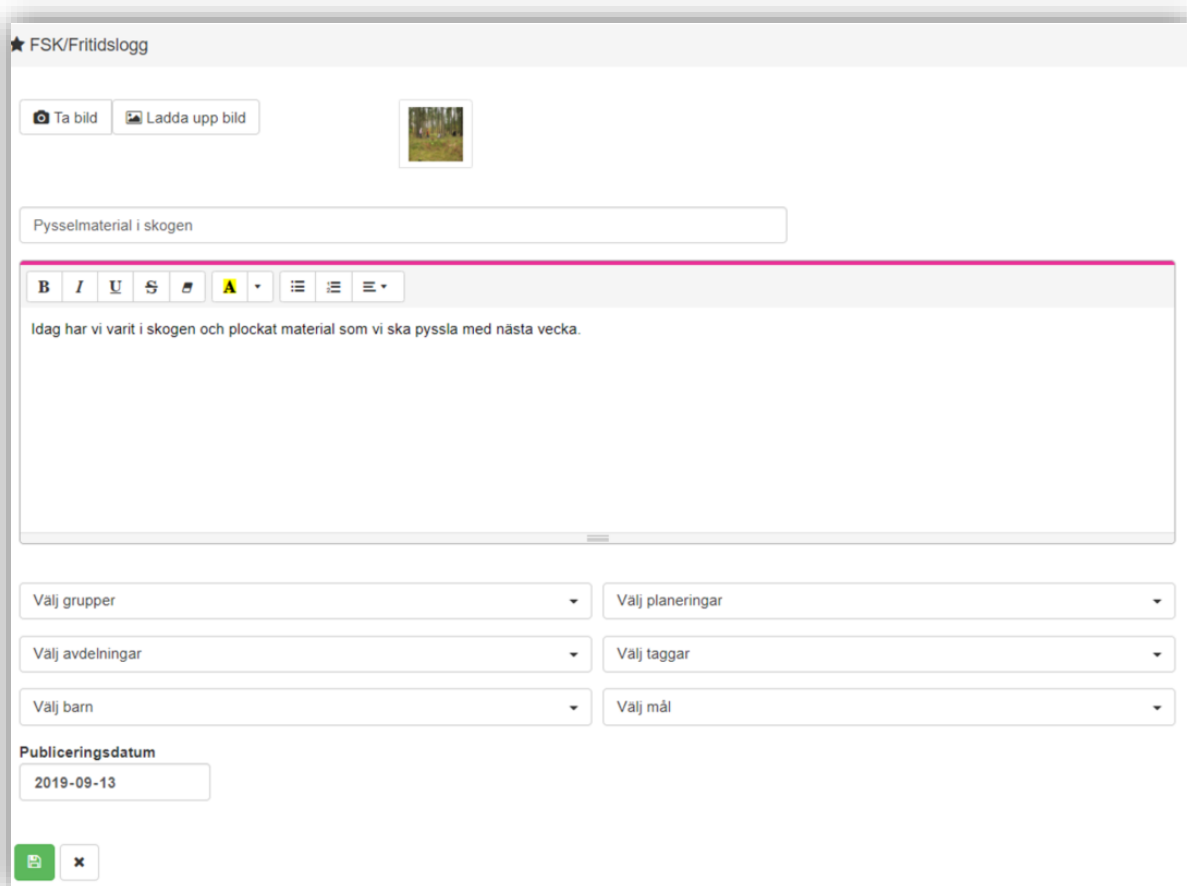 FSK/Fritidslogg
Ta bild Ladda upp bild
Pysselmaterial i skogen
B I U S A
Idag har vi varit i skogen och plockat material som vi ska pyssla med nästa vecka.
Välj grupper Välj planeringar
Välj avdelningar Välj taggar
Välj barn Välj mål
Publiceringsdatum
2019-09-13